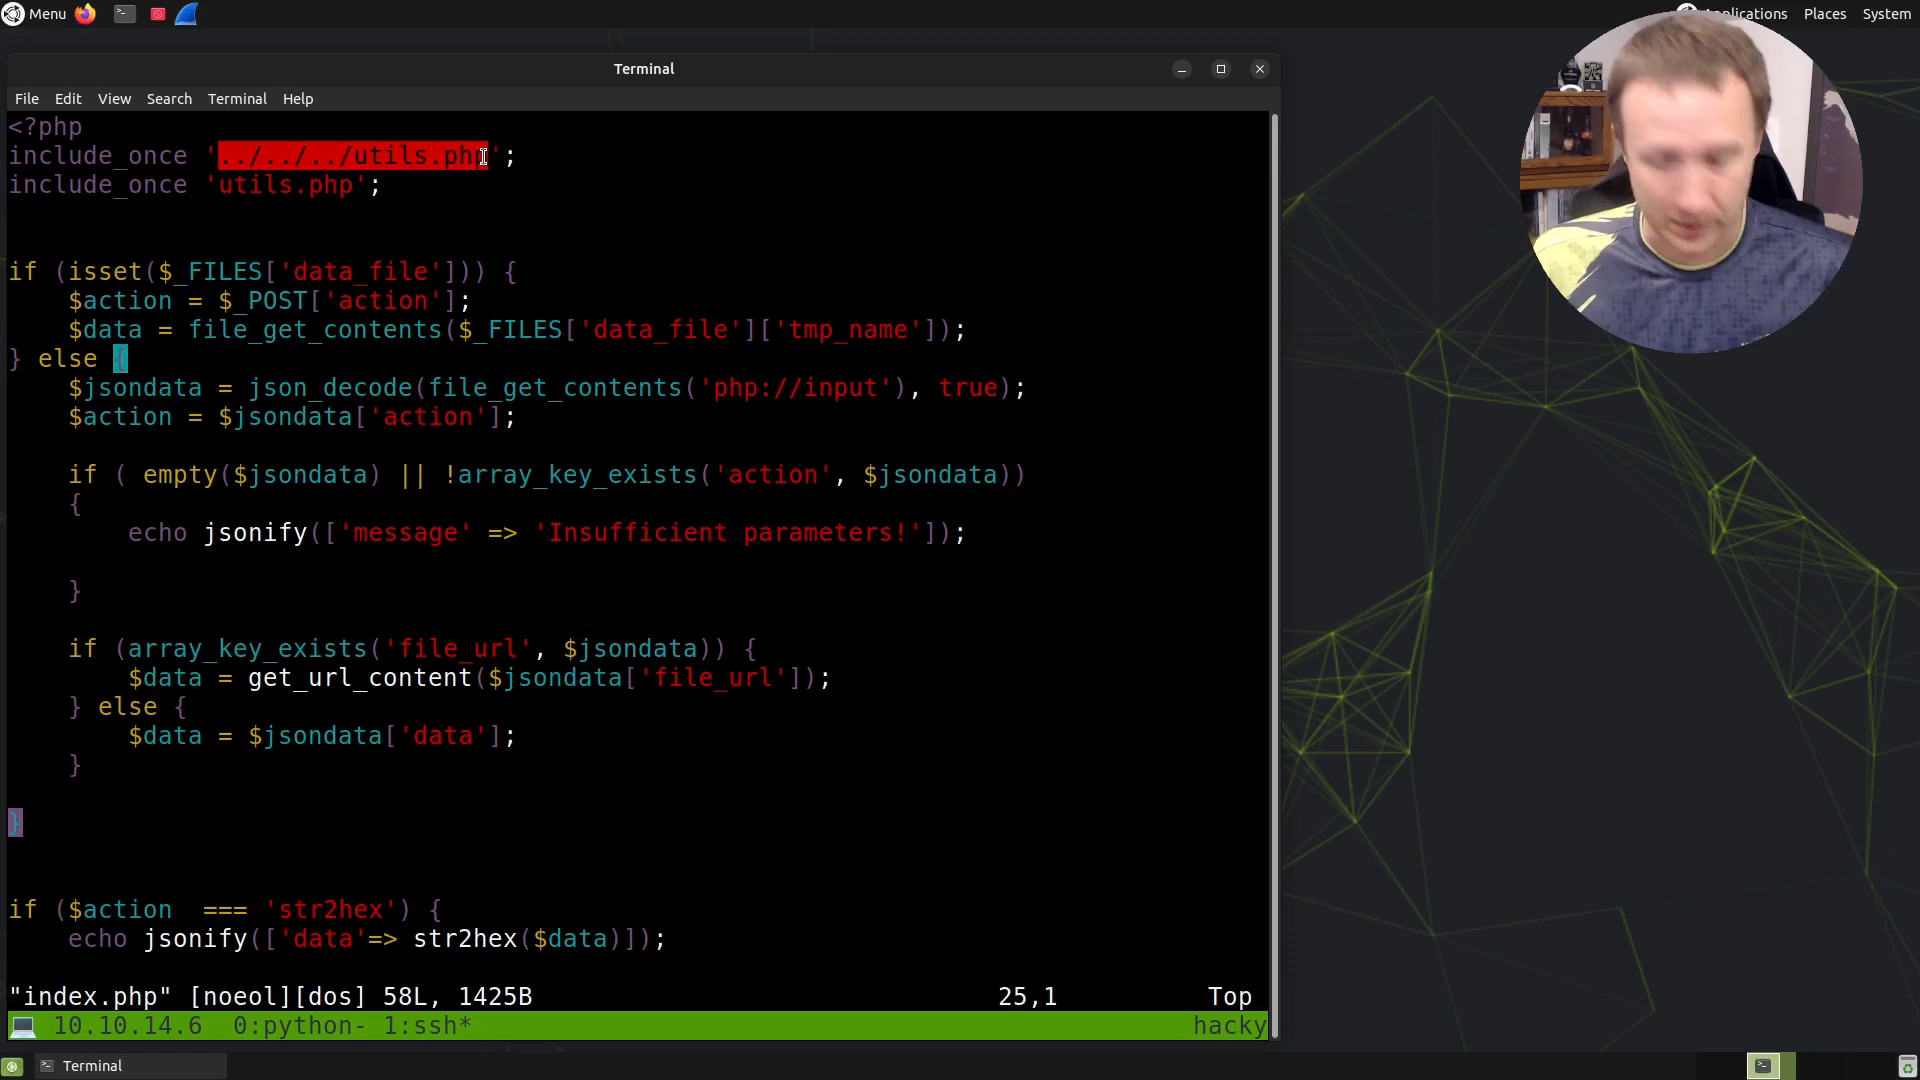 Menu
Applications Places System
Terminal
File Edit View Search Terminal Help
<?php
include_once '../../../utils.php';
include_once 'utils.php';
if (isset($_FILES['data_file'])) {
    $action = $_POST['action'];
    $data = file_get_contents($_FILES['data_file']['tmp_name']);
} else {
    $jsondata = json_decode(file_get_contents('php://input'), true);
    $action = $jsondata['action'];
    if ( empty($jsondata) || !array_key_exists('action', $jsondata))
    {
        echo jsonify(['message' => 'Insufficient parameters!']);
    }
    if (array_key_exists('file_url', $jsondata)) {
        $data = get_url_content($jsondata['file_url']);
    } else {
        $data = $jsondata['data'];
    }
}
if ($action  === 'str2hex') {
    echo jsonify(['data'=> str2hex($data)]);
"index.php" [noeol][dos] 58L, 1425B 25,1 Top
10.10.14.6 0:python- 1:ssh* hacky
Terminal